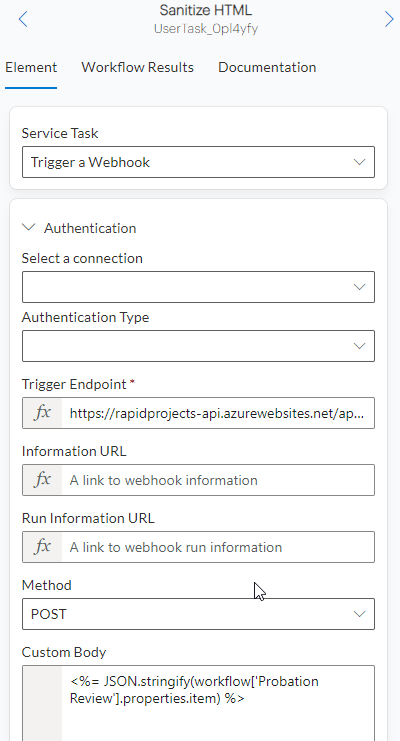 Sanitize HTML
UserTask_0pl4yfy
Element Workflow Results Documentation
Service Task
Trigger a Webhook
Authentication
Select a connection
Authentication Type
Trigger Endpoint *
fx https://rapidprojects-api.azurewebsites.net/ap...
Information URL
fx A link to webhook information
Run Information URL
fx A link to webhook run information
Method
POST
Custom Body
<%= JSON.stringify(workflow['Probation
Review'].properties.item) %>